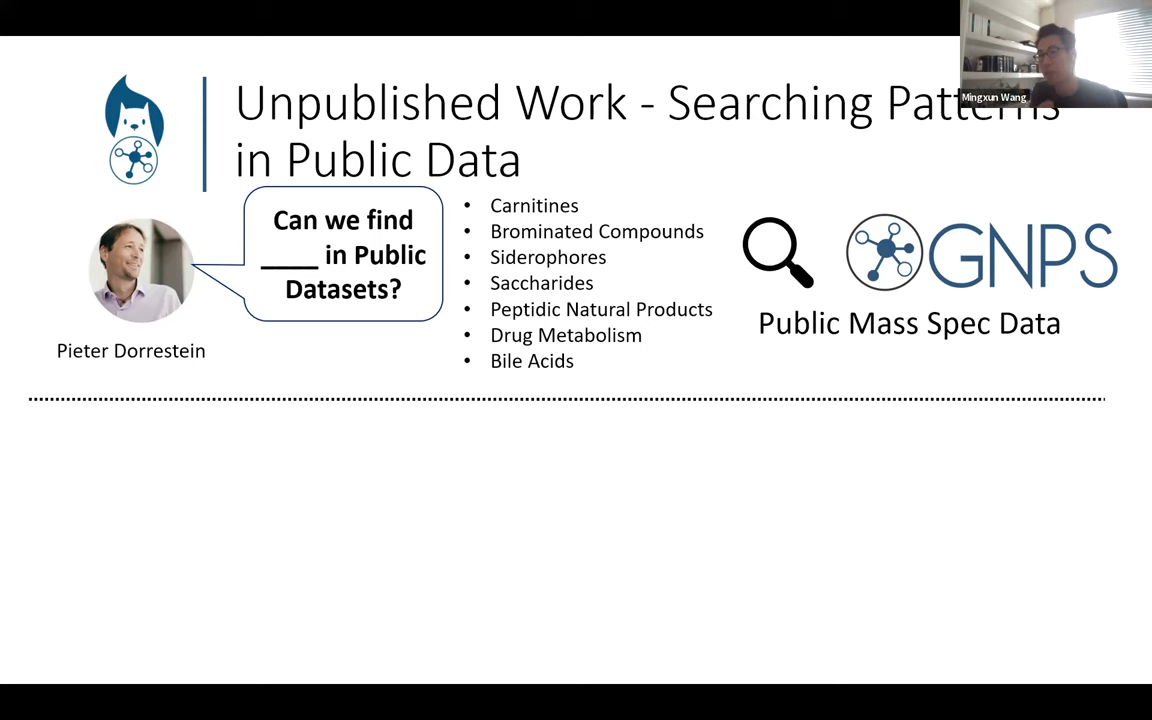 Mingxun Wang
Unpublished Work - Searching Patterns
in Public Data
Can we find
____ in Public
Datasets?
Pieter Dorrestein
• Carnitines
• Brominated Compounds
• Siderophores
• Saccharides
• Peptidic Natural Products
• Drug Metabolism
• Bile Acids
GNPS
Public Mass Spec Data